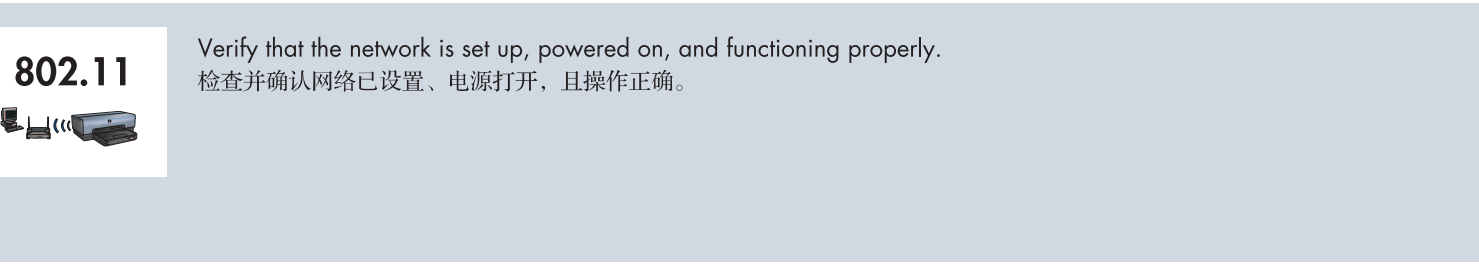 802.11
Verify that the network is set up, powered on, and functioning properly.
检查并确认网络已设置、电源打开，且操作正确。